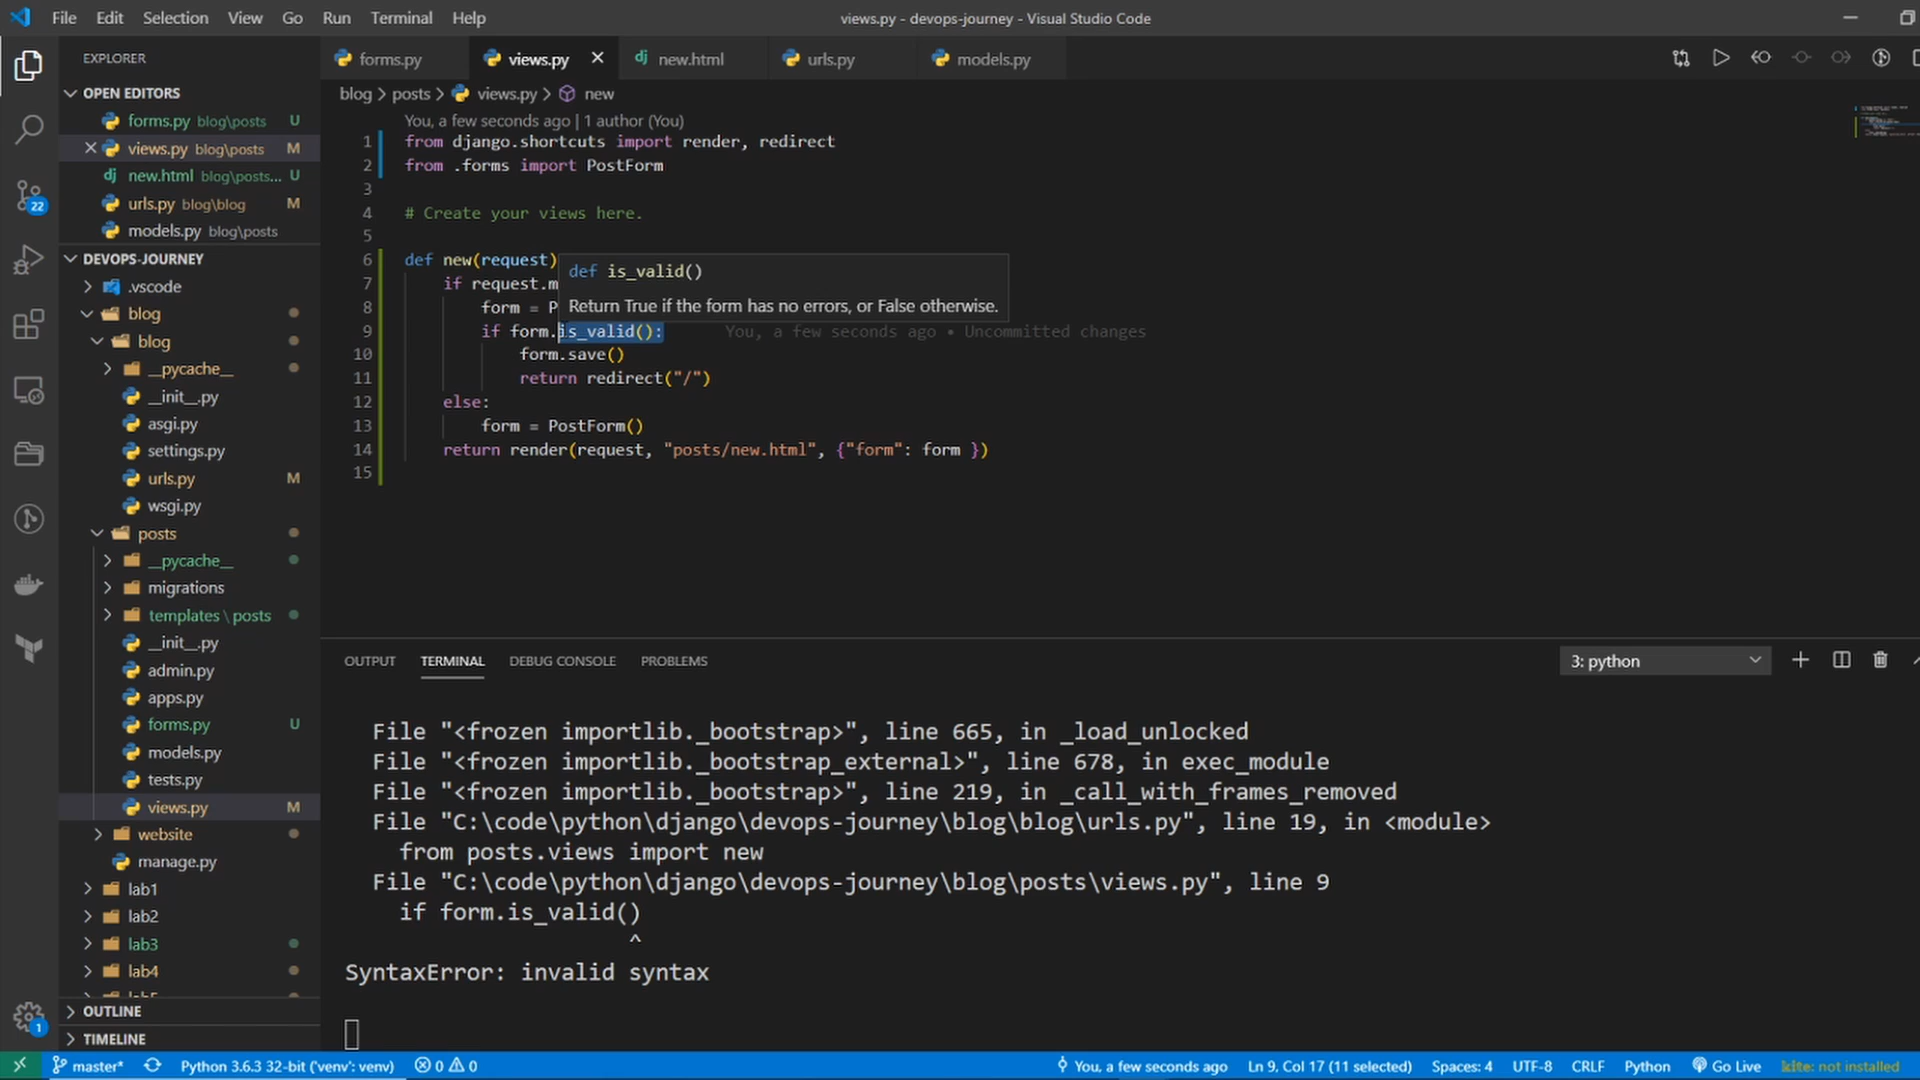 File Edit Selection View Go Run Terminal Help
views.py - devops-journey - Visual Studio Code
EXPLORER
OPEN EDITORS
forms.py blog\posts U
views.py blog\posts M
new.html blog\posts... U
urls.py blog\blog M
models.py blog\posts
DEVOPS-JOURNEY
.vscode
blog
blog
__pycache__
__init__.py
asgi.py
settings.py
urls.py M
wsgi.py
posts
__pycache__
migrations
templates \ posts
__init__.py
admin.py
apps.py
forms.py U
models.py
tests.py
views.py M
website
manage.py
lab1
lab2
lab3
lab4
OUTLINE
TIMELINE
22
1
forms.py views.py new.html urls.py models.py
blog > posts > views.py > new
You, a few seconds ago | 1 author (You)
1 from django.shortcuts import render, redirect
2 from .forms import PostForm
3
4 # Create your views here.
5
6 def new(request)
7 if request.m
8 form = P
9 if form.is_valid(): You, a few seconds ago • Uncommitted changes
10 form.save()
11 return redirect("/")
12 else:
13 form = PostForm()
14 return render(request, "posts/new.html", {"form": form })
15
def is_valid()
Return True if the form has no errors, or False otherwise.
OUTPUT TERMINAL DEBUG CONSOLE PROBLEMS
3: python
File "<frozen importlib._bootstrap>", line 665, in _load_unlocked
File "<frozen importlib._bootstrap_external>", line 678, in exec_module
File "<frozen importlib._bootstrap>", line 219, in _call_with_frames_removed
File "C:\code\python\django\devops-journey\blog\blog\urls.py", line 19, in <module>
from posts.views import new
File "C:\code\python\django\devops-journey\blog\posts\views.py", line 9
if form.is_valid()
^
SyntaxError: invalid syntax
master* Python 3.6.3 32-bit ('venv': venv) 0 0 You, a few seconds ago Ln 9, Col 17 (11 selected) Spaces: 4 UTF-8 CRLF Python Go Live kite: not installed